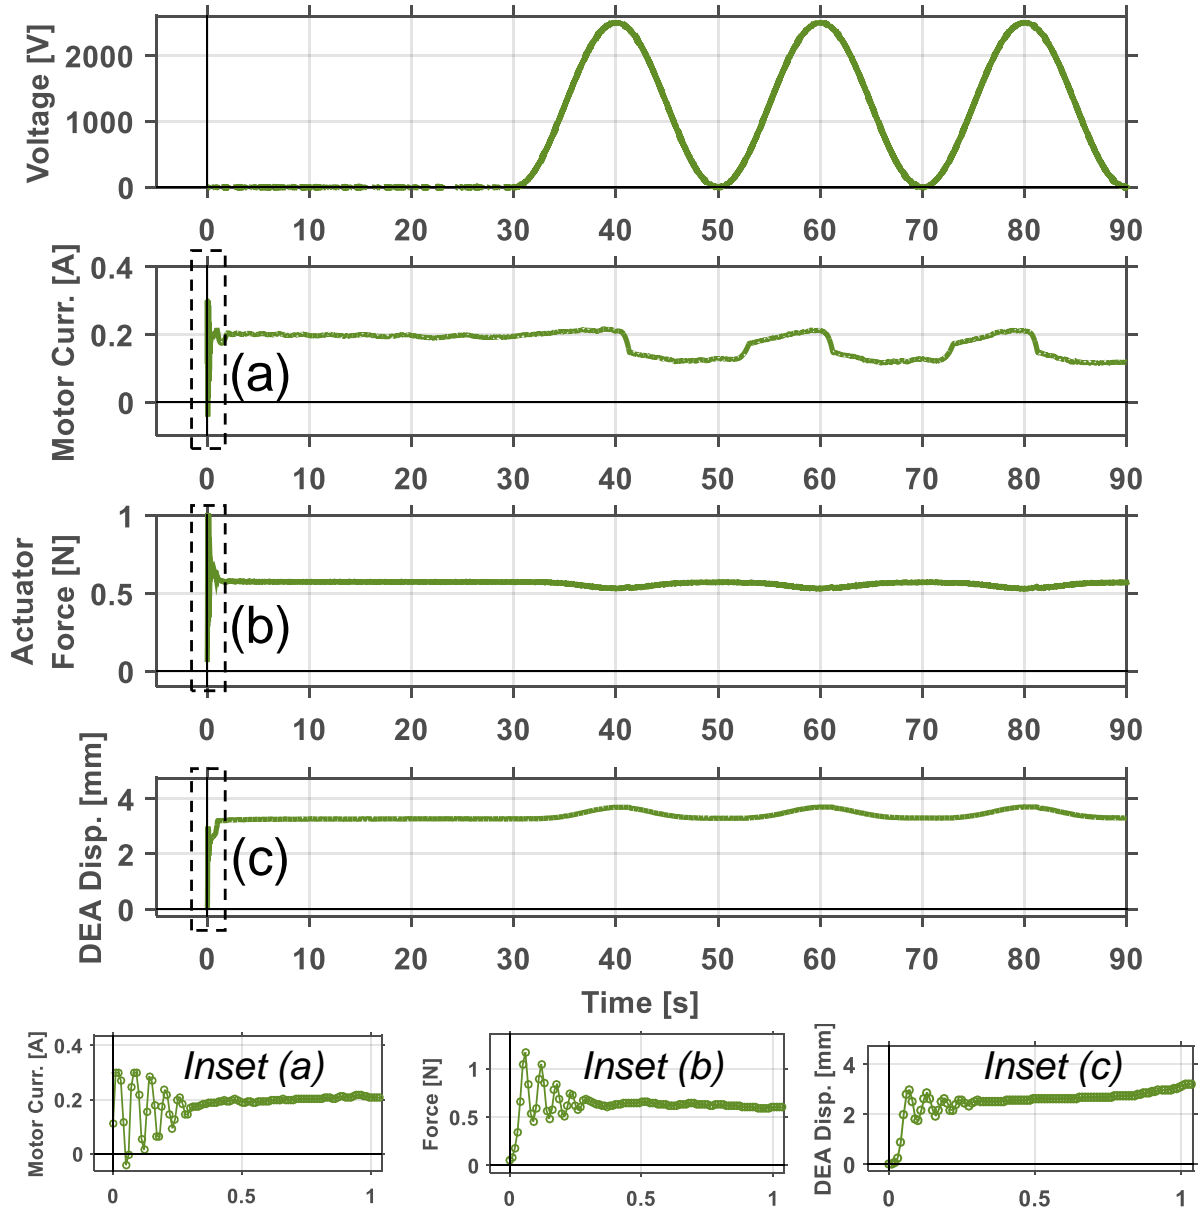 Voltage [V]
2000
1000
0
0 10 20 30 40 50 60 70 80 90
Motor Curr. [A]
0.4
0.2
0
(a)
0 10 20 30 40 50 60 70 80 90
Actuator
Force [N]
1
0.5
0
(b)
0 10 20 30 40 50 60 70 80 90
DEA Disp. [mm]
4
2
0
(c)
0 10 20 30 40 50 60 70 80 90
Time [s]
Motor Curr. [A]
0.4
0.2
0
Inset (a)
0 0.5 1
Force [N]
1
0.5
0
Inset (b)
0 0.5 1
DEA Disp. [mm]
4
2
0
Inset (c)
0 0.5 1